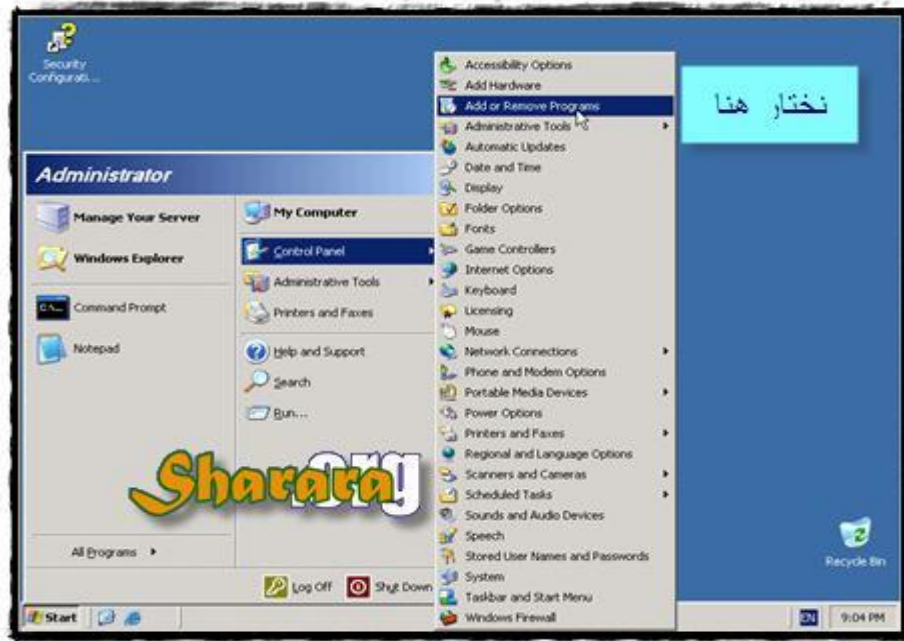 Security
Configurati...
نختار هنا
Administrator
Manage Your Server
Windows Explorer
Command Prompt
Notepad
All Programs
My Computer
Control Panel
Administrative Tools
Printers and Faxes
Help and Support
Search
Run...
Log Off
Shut Down
Accessibility Options
Add Hardware
Add or Remove Programs
Administrative Tools
Automatic Updates
Date and Time
Display
Folder Options
Fonts
Game Controllers
Internet Options
Keyboard
Licensing
Mouse
Network Connections
Phone and Modem Options
Portable Media Devices
Power Options
Printers and Faxes
Regional and Language Options
Scanners and Cameras
Scheduled Tasks
Sounds and Audio Devices
Speech
Stored User Names and Passwords
System
Taskbar and Start Menu
Windows Firewall
Sharara.org
Recycle Bin
Start
EN
9:04 PM